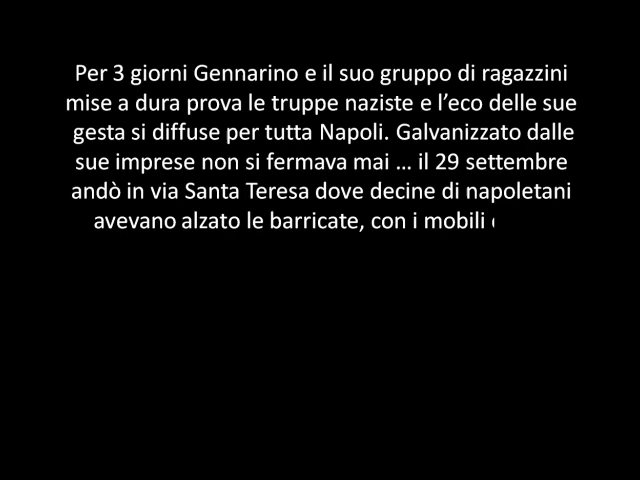 Per 3 giorni Gennarino e il suo gruppo di ragazzini
mise a dura prova le truppe naziste e l’eco delle sue
gesta si diffuse per tutta Napoli. Galvanizzato dalle
sue imprese non si fermava mai … il 29 settembre
andò in via Santa Teresa dove decine di napoletani
avevano alzato le barricate, con i mobili